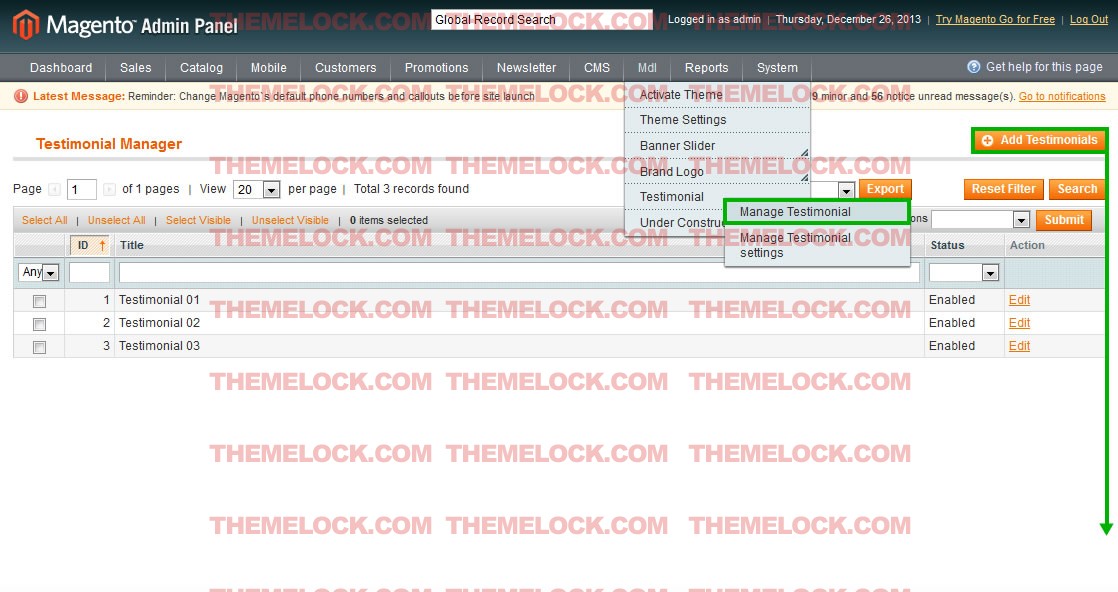 Magento™ Admin Panel
Global Record Search
Logged in as admin | Thursday, December 26, 2013 | Try Magento Go for Free | Log Out
Dashboard Sales Catalog Mobile Customers Promotions Newsletter CMS Mdl Reports System Get help for this page
Latest Message: Reminder: Change Magento`s default phone numbers and callouts before site launch
9 minor and 56 notice unread message(s). Go to notifications
Activate Theme
Theme Settings
Banner Slider
Brand Logo
Testimonial
Under Constru
Manage Testimonial
Manage Testimonial
settings
Testimonial Manager
Add Testimonials
Page 1 of 1 pages | View 20 per page | Total 3 records found
Export
Reset Filter Search
Select All | Unselect All | Select Visible | Unselect Visible | 0 items selected
ons Submit
ID ↑ Title Status Action
Any
1 Testimonial 01 Enabled Edit
2 Testimonial 02 Enabled Edit
3 Testimonial 03 Enabled Edit
THEMELOCK.COM THEMELOCK.COM THEMELOCK.COM
THEMELOCK.COM THEMELOCK.COM THEMELOCK.COM
THEMELOCK.COM THEMELOCK.COM THEMELOCK.COM
THEMELOCK.COM THEMELOCK.COM THEMELOCK.COM
THEMELOCK.COM THEMELOCK.COM THEMELOCK.COM
THEMELOCK.COM THEMELOCK.COM THEMELOCK.COM
THEMELOCK.COM THEMELOCK.COM THEMELOCK.COM
THEMELOCK.COM THEMELOCK.COM THEMELOCK.COM
THEMELOCK.COM THEMELOCK.COM THEMELOCK.COM